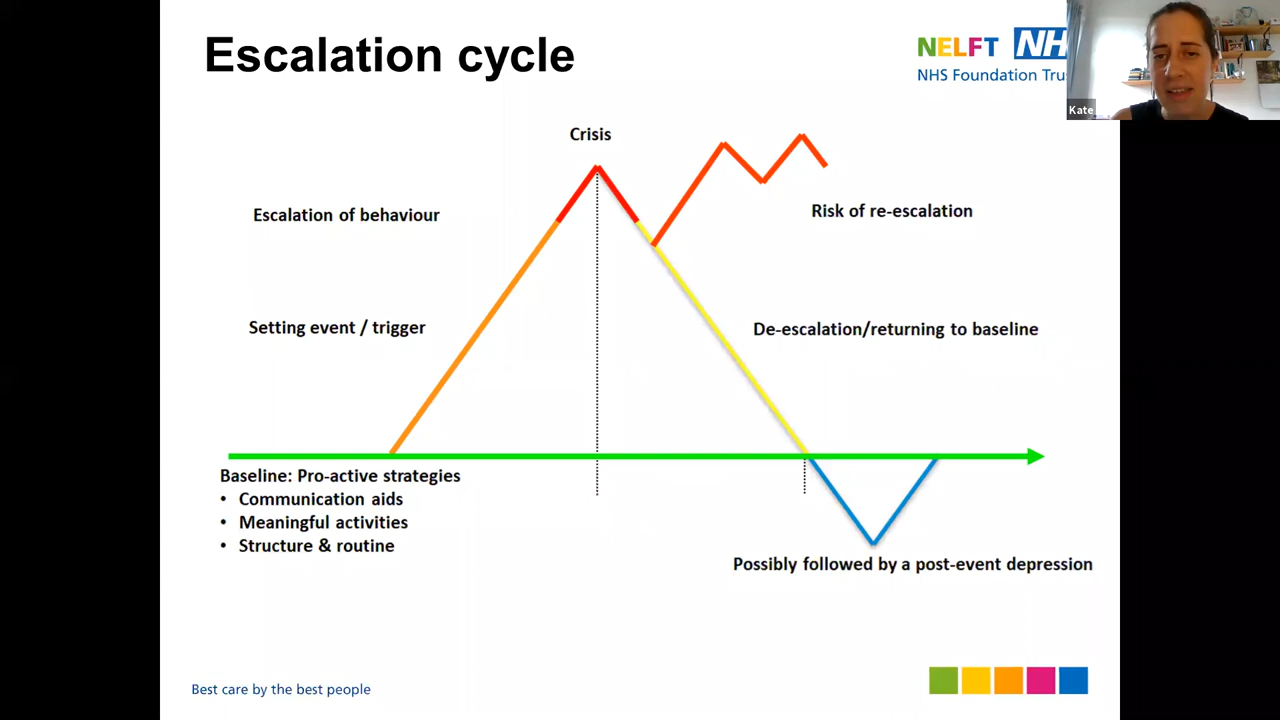 Escalation cycle
NELFT NH
NHS Foundation Tru
Kate
Crisis
Escalation of behaviour
Risk of re-escalation
Setting event / trigger
De-escalation/returning to baseline
Baseline: Pro-active strategies
• Communication aids
• Meaningful activities
• Structure & routine
Possibly followed by a post-event depression
Best care by the best people